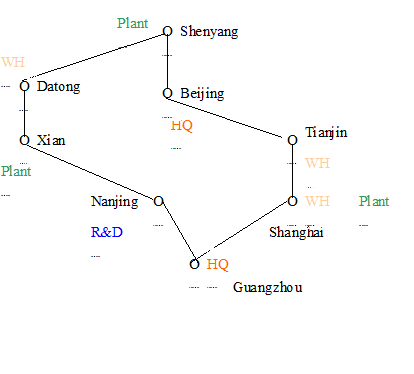 Plant
Shenyang
WH
Datong
Beijing
HQ
Tianjin
Xian
WH
Plant
Nanjing
WH
Plant
R&D
Shanghai
HQ
Guangzhou